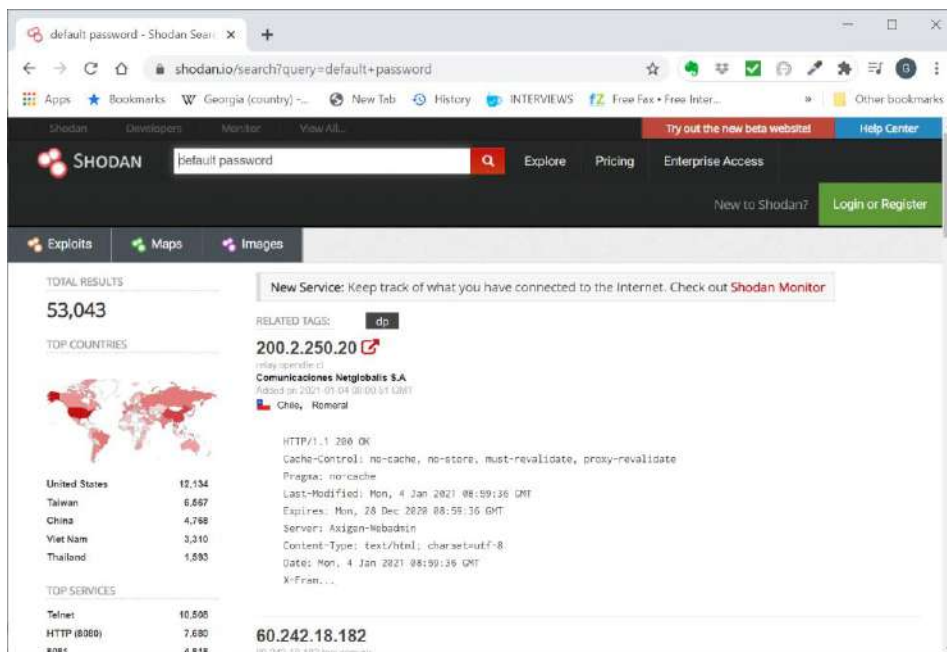 default password - Shodan Sear
shodan.io/search?query=default+password
Apps Bookmarks W Georgia (country) -... New Tab History INTERVIEWS fZ Free Fax • Free Inter... » Other bookmarks
Shodan Developers Monitor View All... Try out the new beta website! Help Center
SHODAN default password Explore Pricing Enterprise Access
New to Shodan? Login or Register
Exploits Maps Images
TOTAL RESULTS
53,043
TOP COUNTRIES
United States 12,134
Taiwan 6,867
China 4,768
Viet Nam 3,310
Thailand 1,593
TOP SERVICES
Telnet 10,508
HTTP (8080) 7,680
8081
New Service: Keep track of what you have connected to the Internet. Check out Shodan Monitor
RELATED TAGS: dp
200.2.250.20
Comunicaciones Netglobalis S.A
Added on 2021-01-04 GMT
Chile, Romeral
HTTP/1.1 200 OK
Cache-Control: no-cache, no-store, must-revalidate, proxy-revalidate
Pragma: no-cache
Last-Modified: Mon, 4 Jan 2021 08:59:36 GMT
Expires: Mon, 28 Dec 2020 08:59:36 GMT
Server: Axigen-Webadmin
Content-Type: text/html; charset=utf-8
Date: Mon, 4 Jan 2021 08:59:36 GMT
X-Fram...
60.242.18.182